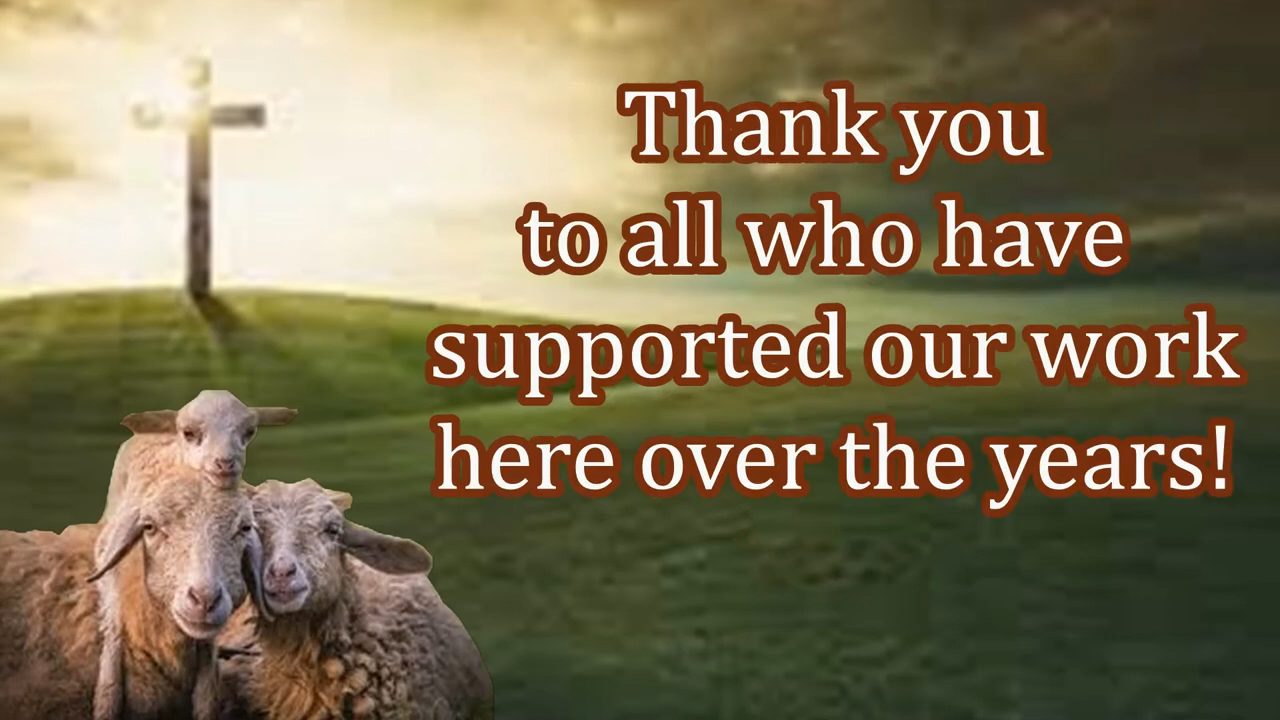 Thank you
to all who have
supported our work
here over the years!